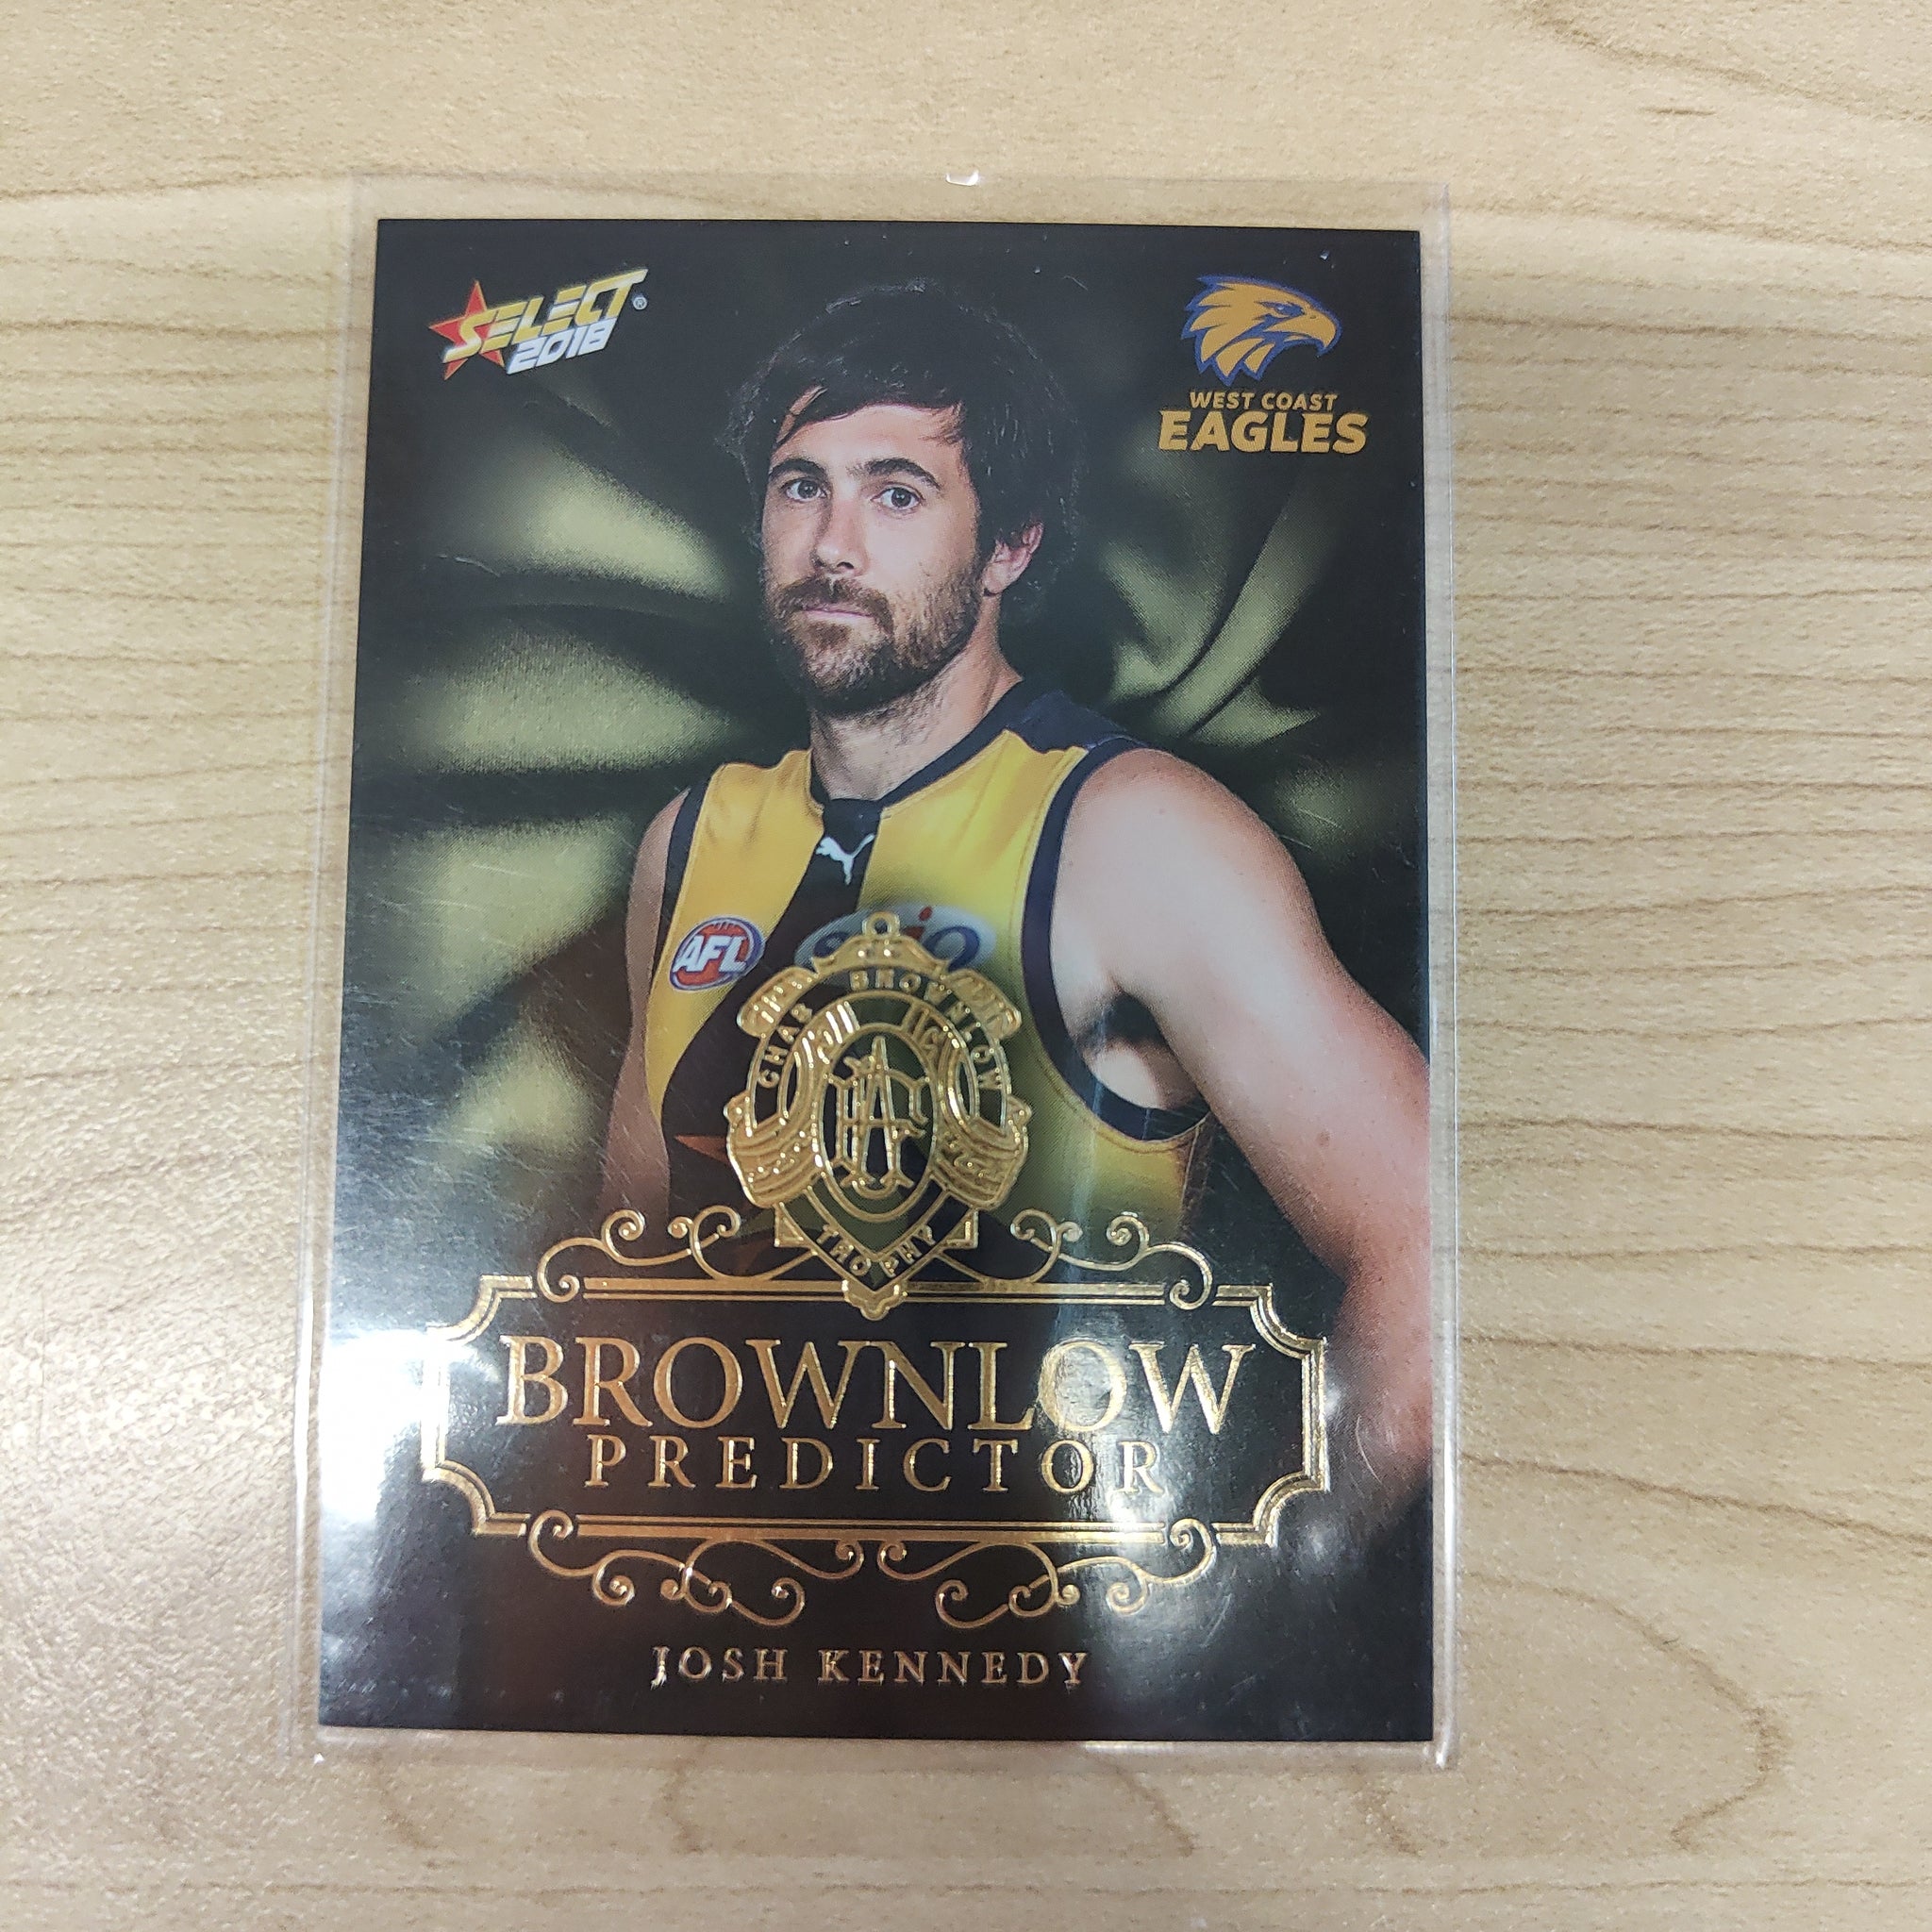 SELECT®
2018
WEST COAST
EAGLES
AFL
CHAS BROWNLOW
TROPHY
BROWNLOW
PREDICTOR
JOSH KENNEDY